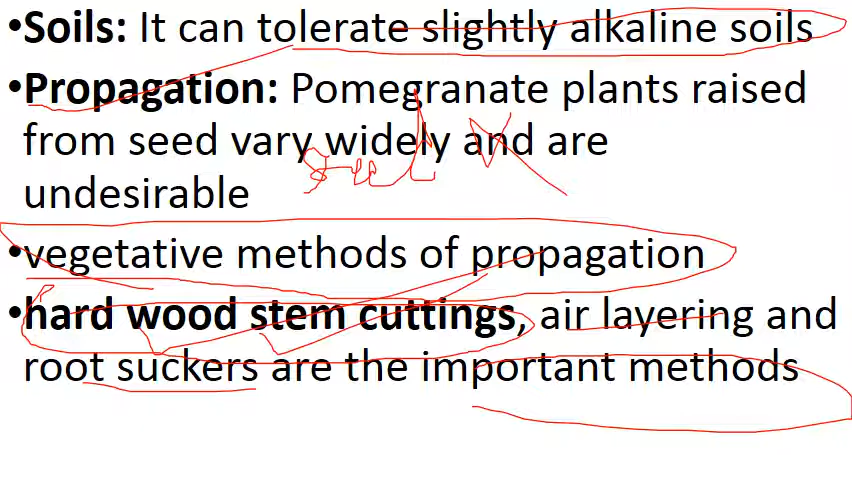 •Soils: It can tolerate slightly alkaline soils
•Propagation: Pomegranate plants raised
from seed vary widely and are
undesirable
seed X
•vegetative methods of propagation
•hard wood stem cuttings, air layering and
root suckers are the important methods